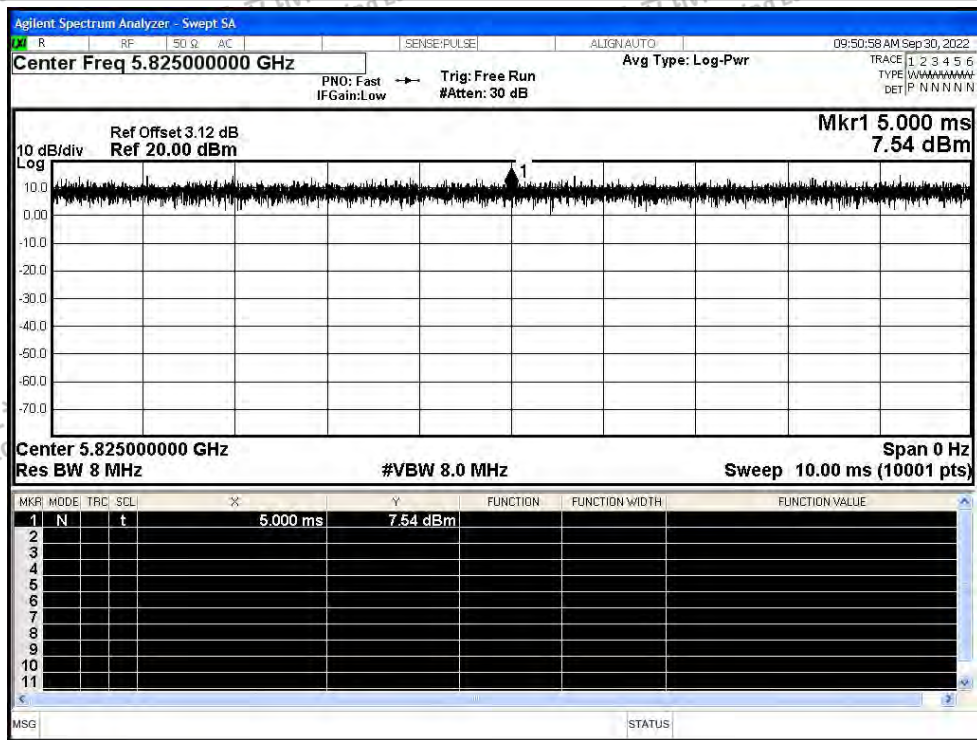 Agilent Spectrum Analyzer - Swept SA
R RF 50 Ω AC SENSE:PULSE ALIGN AUTO 09:50:58 AM Sep 30, 2022
Center Freq 5.825000000 GHz
Avg Type: Log-Pwr
TRACE 1 2 3 4 5 6
PNO: Fast Trig: Free Run
TYPE WWWWWW
IFGain:Low #Atten: 30 dB
DET P N N N N N
Mkr1 5.000 ms
Ref Offset 3.12 dB
10 dB/div Ref 20.00 dBm
7.54 dBm
Log
1
10.0
0.00
-10.0
-20.0
-30.0
-40.0
-50.0
-60.0
-70.0
Center 5.825000000 GHz Span 0 Hz
Res BW 8 MHz #VBW 8.0 MHz Sweep 10.00 ms (10001 pts)
MKR MODE TRC SCL X Y FUNCTION FUNCTION WIDTH FUNCTION VALUE
1 N t 5.000 ms 7.54 dBm
2
3
4
5
6
7
8
9
10
11
MSG STATUS